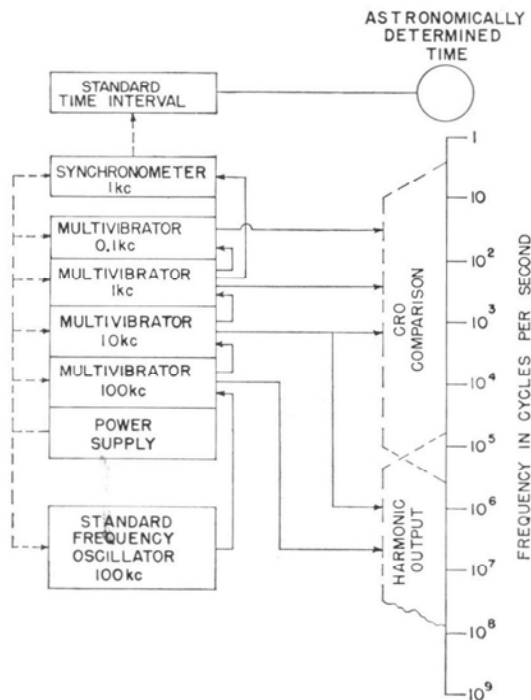 ASTRONOMICALLY
DETERMINED
TIME
STANDARD
TIME INTERVAL
SYNCHRONOMETER
1kc
MULTIVIBRATOR
0.1kc
MULTIVIBRATOR
1kc
MULTIVIBRATOR
10kc
MULTIVIBRATOR
100kc
POWER
SUPPLY
STANDARD
FREQUENCY
OSCILLATOR
100kc
CRO
COMPARISON
HARMONIC
OUTPUT
1
10
10²
10³
10⁴
10⁵
10⁶
10⁷
10⁸
10⁹
FREQUENCY IN CYCLES PER SECOND